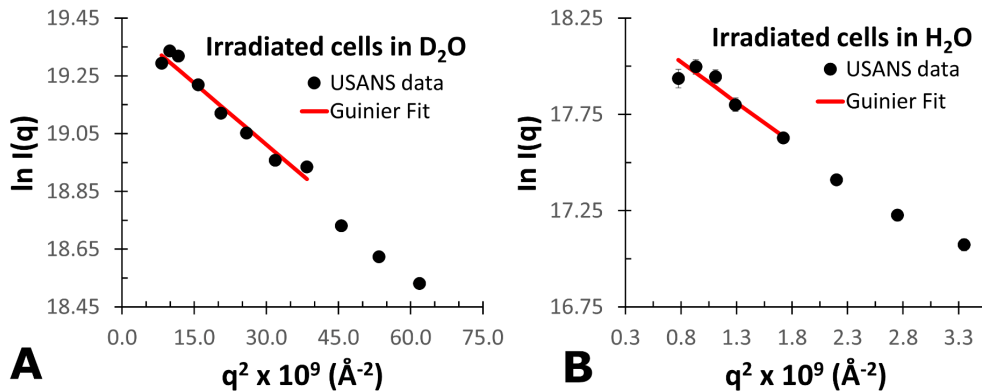 Irradiated cells in D₂O
USANS data
Guinier Fit
ln I(q)
19.45
19.25
19.05
18.85
18.65
18.45
0.0 15.0 30.0 45.0 60.0 75.0
q² x 10⁹ (Å⁻²)
A
Irradiated cells in H₂O
USANS data
Guinier Fit
ln I(q)
18.25
17.75
17.25
16.75
0.3 0.8 1.3 1.8 2.3 2.8 3.3
q² x 10⁹ (Å⁻²)
B